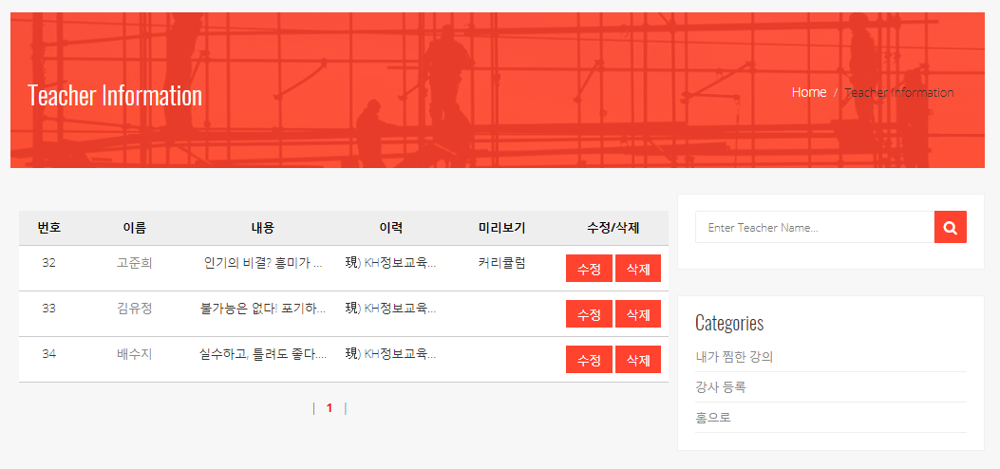 Teacher Information
Home / Teacher Information
번호 이름 내용 이력 미리보기 수정/삭제
32 고준희 인기의 비결? 흥미가 ... 現) KH정보교육... 커리큘럼 수정 삭제
33 김유정 불가능은 없다! 포기하... 現) KH정보교육... 수정 삭제
34 배수지 실수하고, 틀려도 좋다.... 現) KH정보교육... 수정 삭제
| 1 |
Enter Teacher Name...
Categories
내가 찜한 강의
강사 등록
홈으로